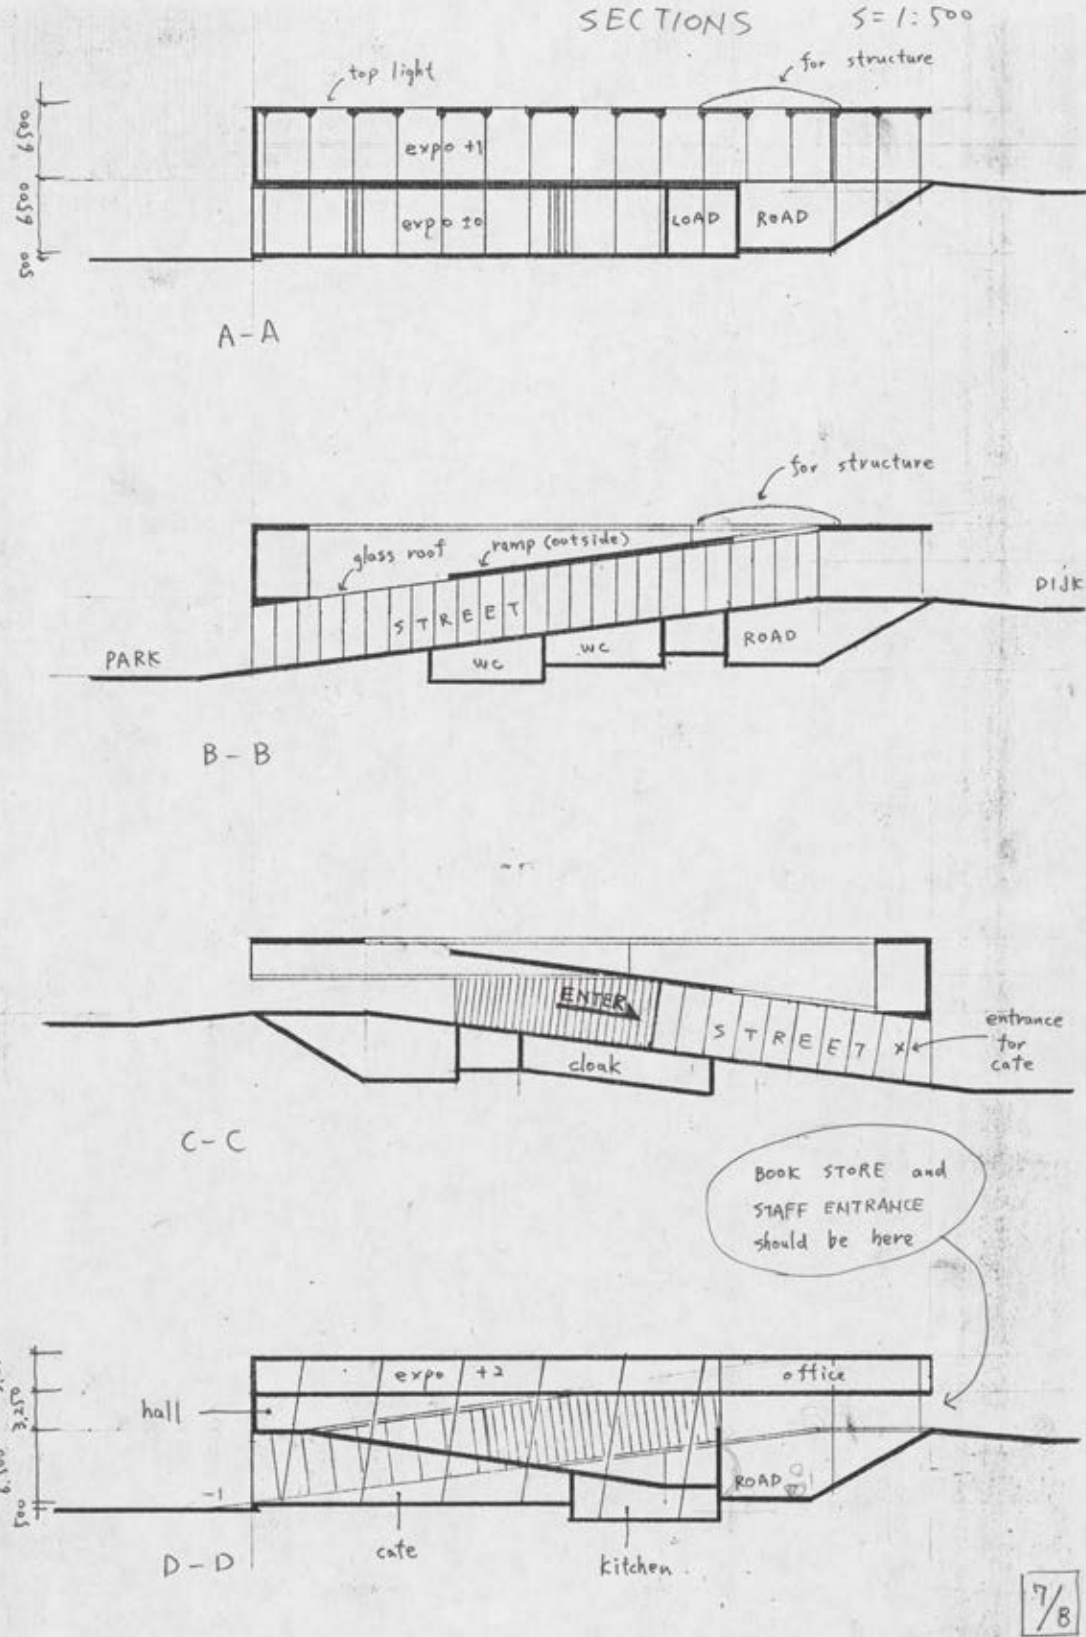 SECTIONS S=1:500
top light
for structure
expo +1
expo ±0
LOAD
ROAD
6500
6500
500
A-A
for structure
glass roof
ramp (outside)
STREET
DIJK
PARK
WC
WC
ROAD
B-B
ENTER
STREET
x
entrance
for
cafe
cloak
C-C
BOOK STORE and
STAFF ENTRANCE
should be here
expo +2
office
hall
ROAD
-1
500
cafe
kitchen
D-D
7/8